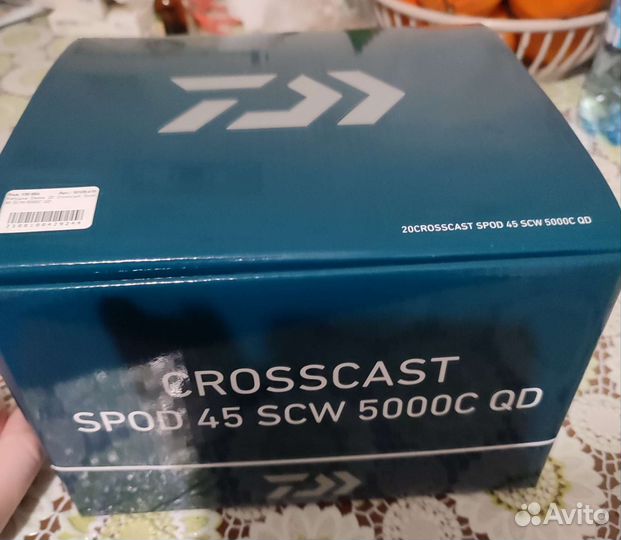 20CROSSCAST SPOD 45 SCW 5000C QD
CROSSCAST
SPOD 45 SCW 5000C QD
Avito